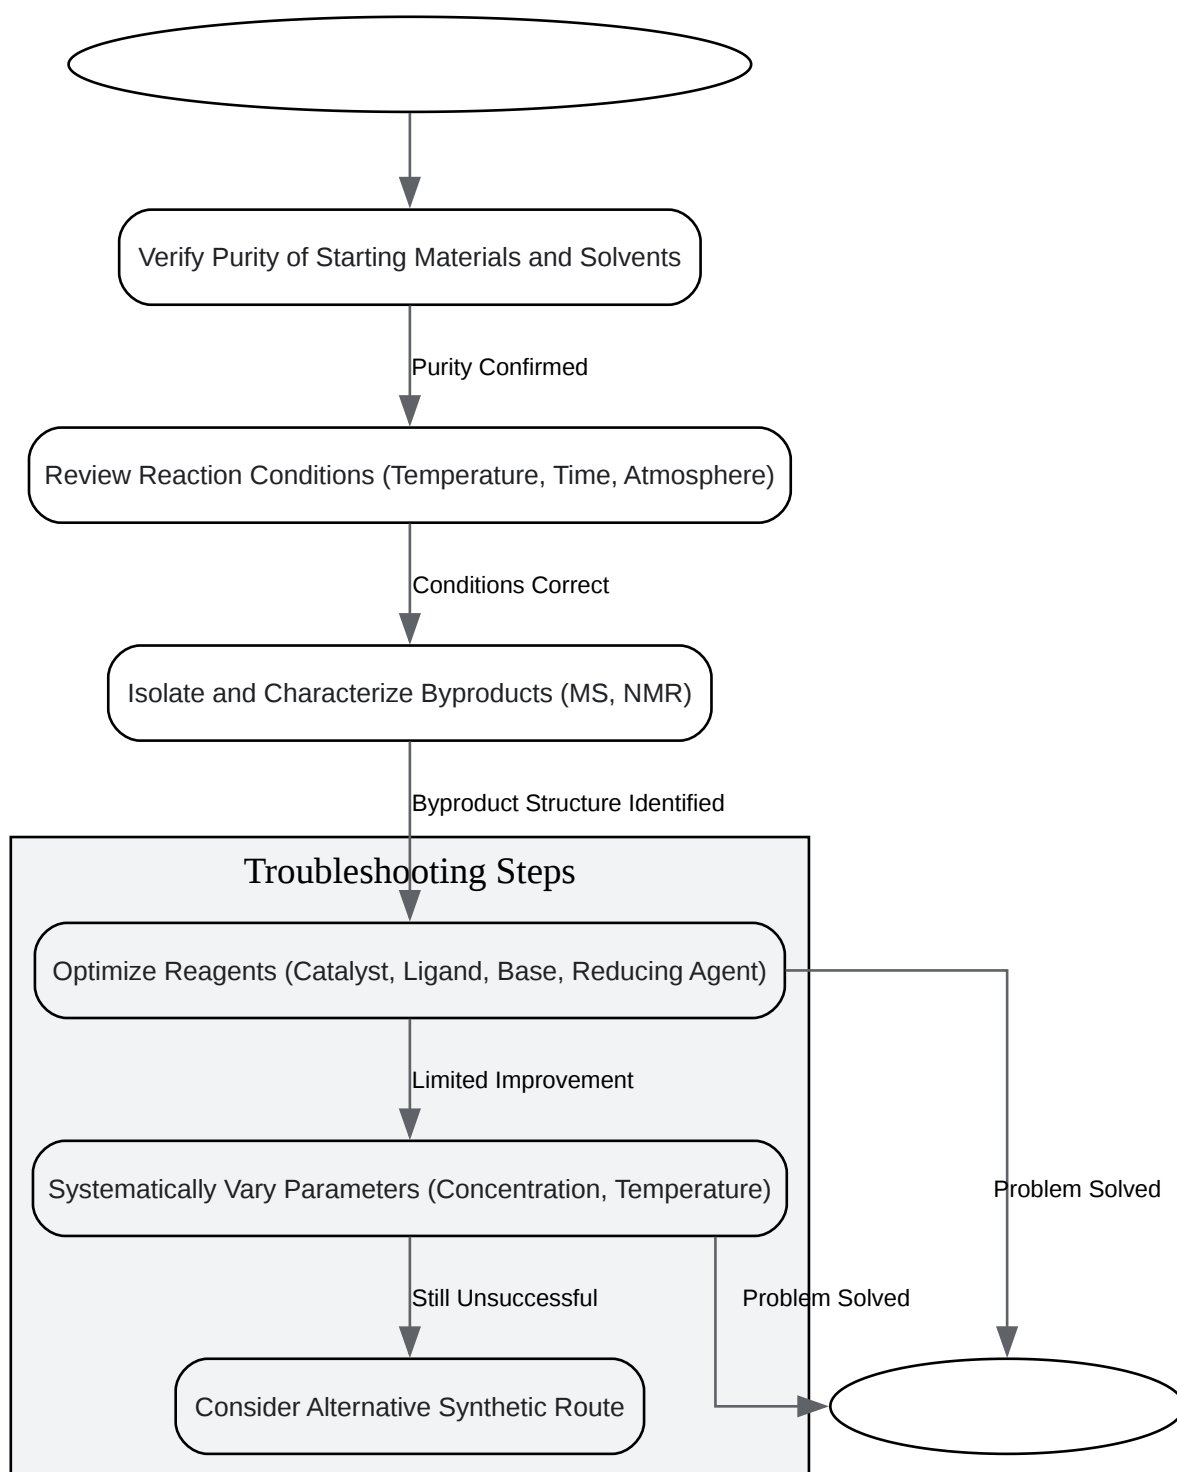 Verify Purity of Starting Materials and Solvents
Purity Confirmed
Review Reaction Conditions (Temperature, Time, Atmosphere)
Conditions Correct
Isolate and Characterize Byproducts (MS, NMR)
Byproduct Structure Identified
Troubleshooting Steps
Optimize Reagents (Catalyst, Ligand, Base, Reducing Agent)
Limited Improvement
Systematically Vary Parameters (Concentration, Temperature)
Problem Solved
Still Unsuccessful
Problem Solved
Consider Alternative Synthetic Route